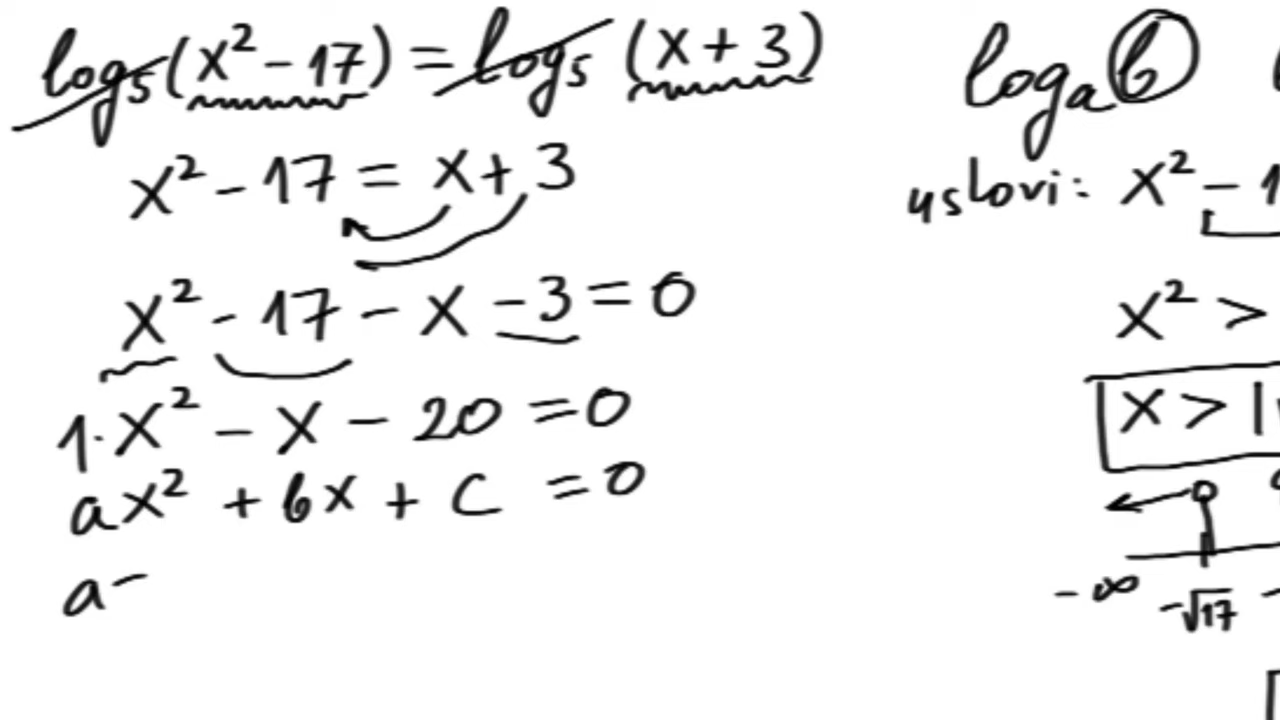 log₅(x² - 17) = log₅(x + 3)
x² - 17 = x + 3
x² - 17 - x - 3 = 0
1·x² - x - 20 = 0
ax² + bx + c = 0
a -
logₐ b
uslovi: x² - 1
x² >
x > |
-∞ -√17 -